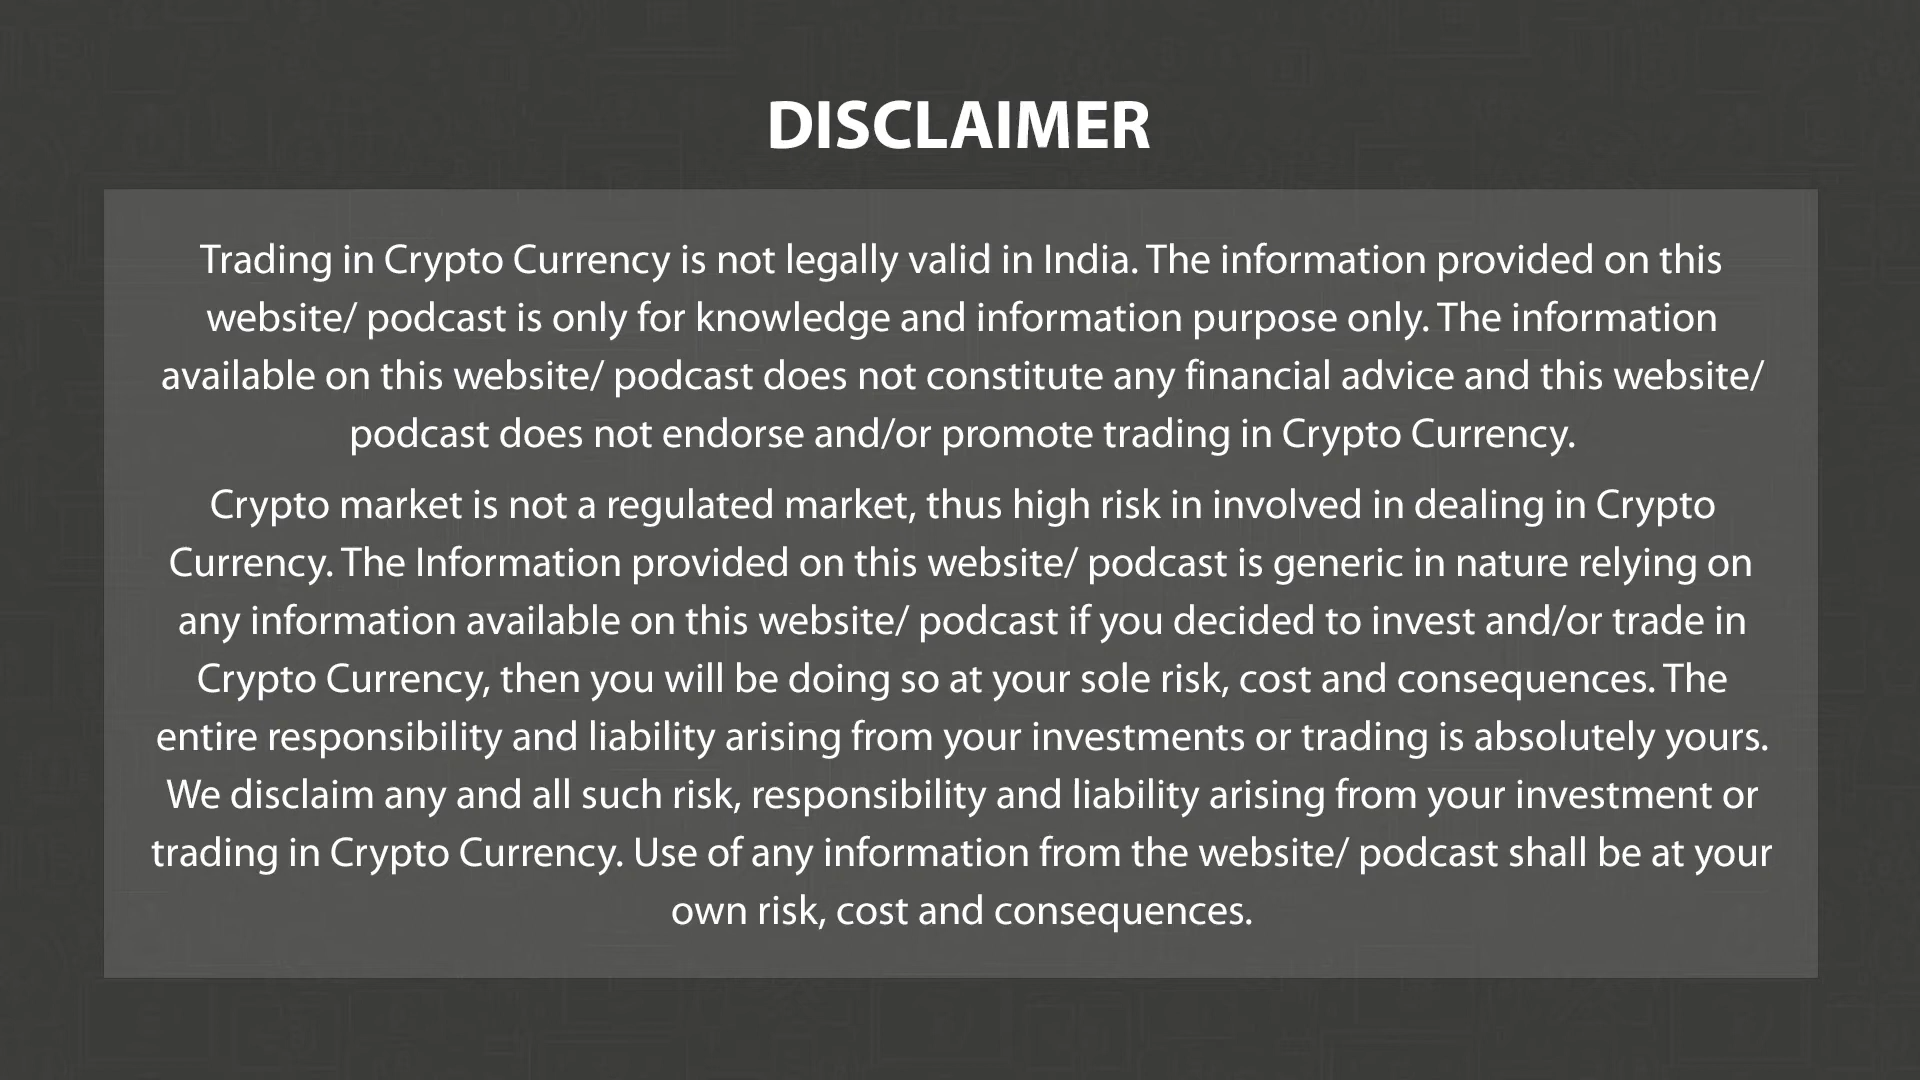 DISCLAIMER
Trading in Crypto Currency is not legally valid in India. The information provided on this
website/ podcast is only for knowledge and information purpose only. The information
available on this website/ podcast does not constitute any financial advice and this website/
podcast does not endorse and/or promote trading in Crypto Currency.
Crypto market is not a regulated market, thus high risk in involved in dealing in Crypto
Currency. The Information provided on this website/ podcast is generic in nature relying on
any information available on this website/ podcast if you decided to invest and/or trade in
Crypto Currency, then you will be doing so at your sole risk, cost and consequences. The
entire responsibility and liability arising from your investments or trading is absolutely yours.
We disclaim any and all such risk, responsibility and liability arising from your investment or
trading in Crypto Currency. Use of any information from the website/ podcast shall be at your
own risk, cost and consequences.